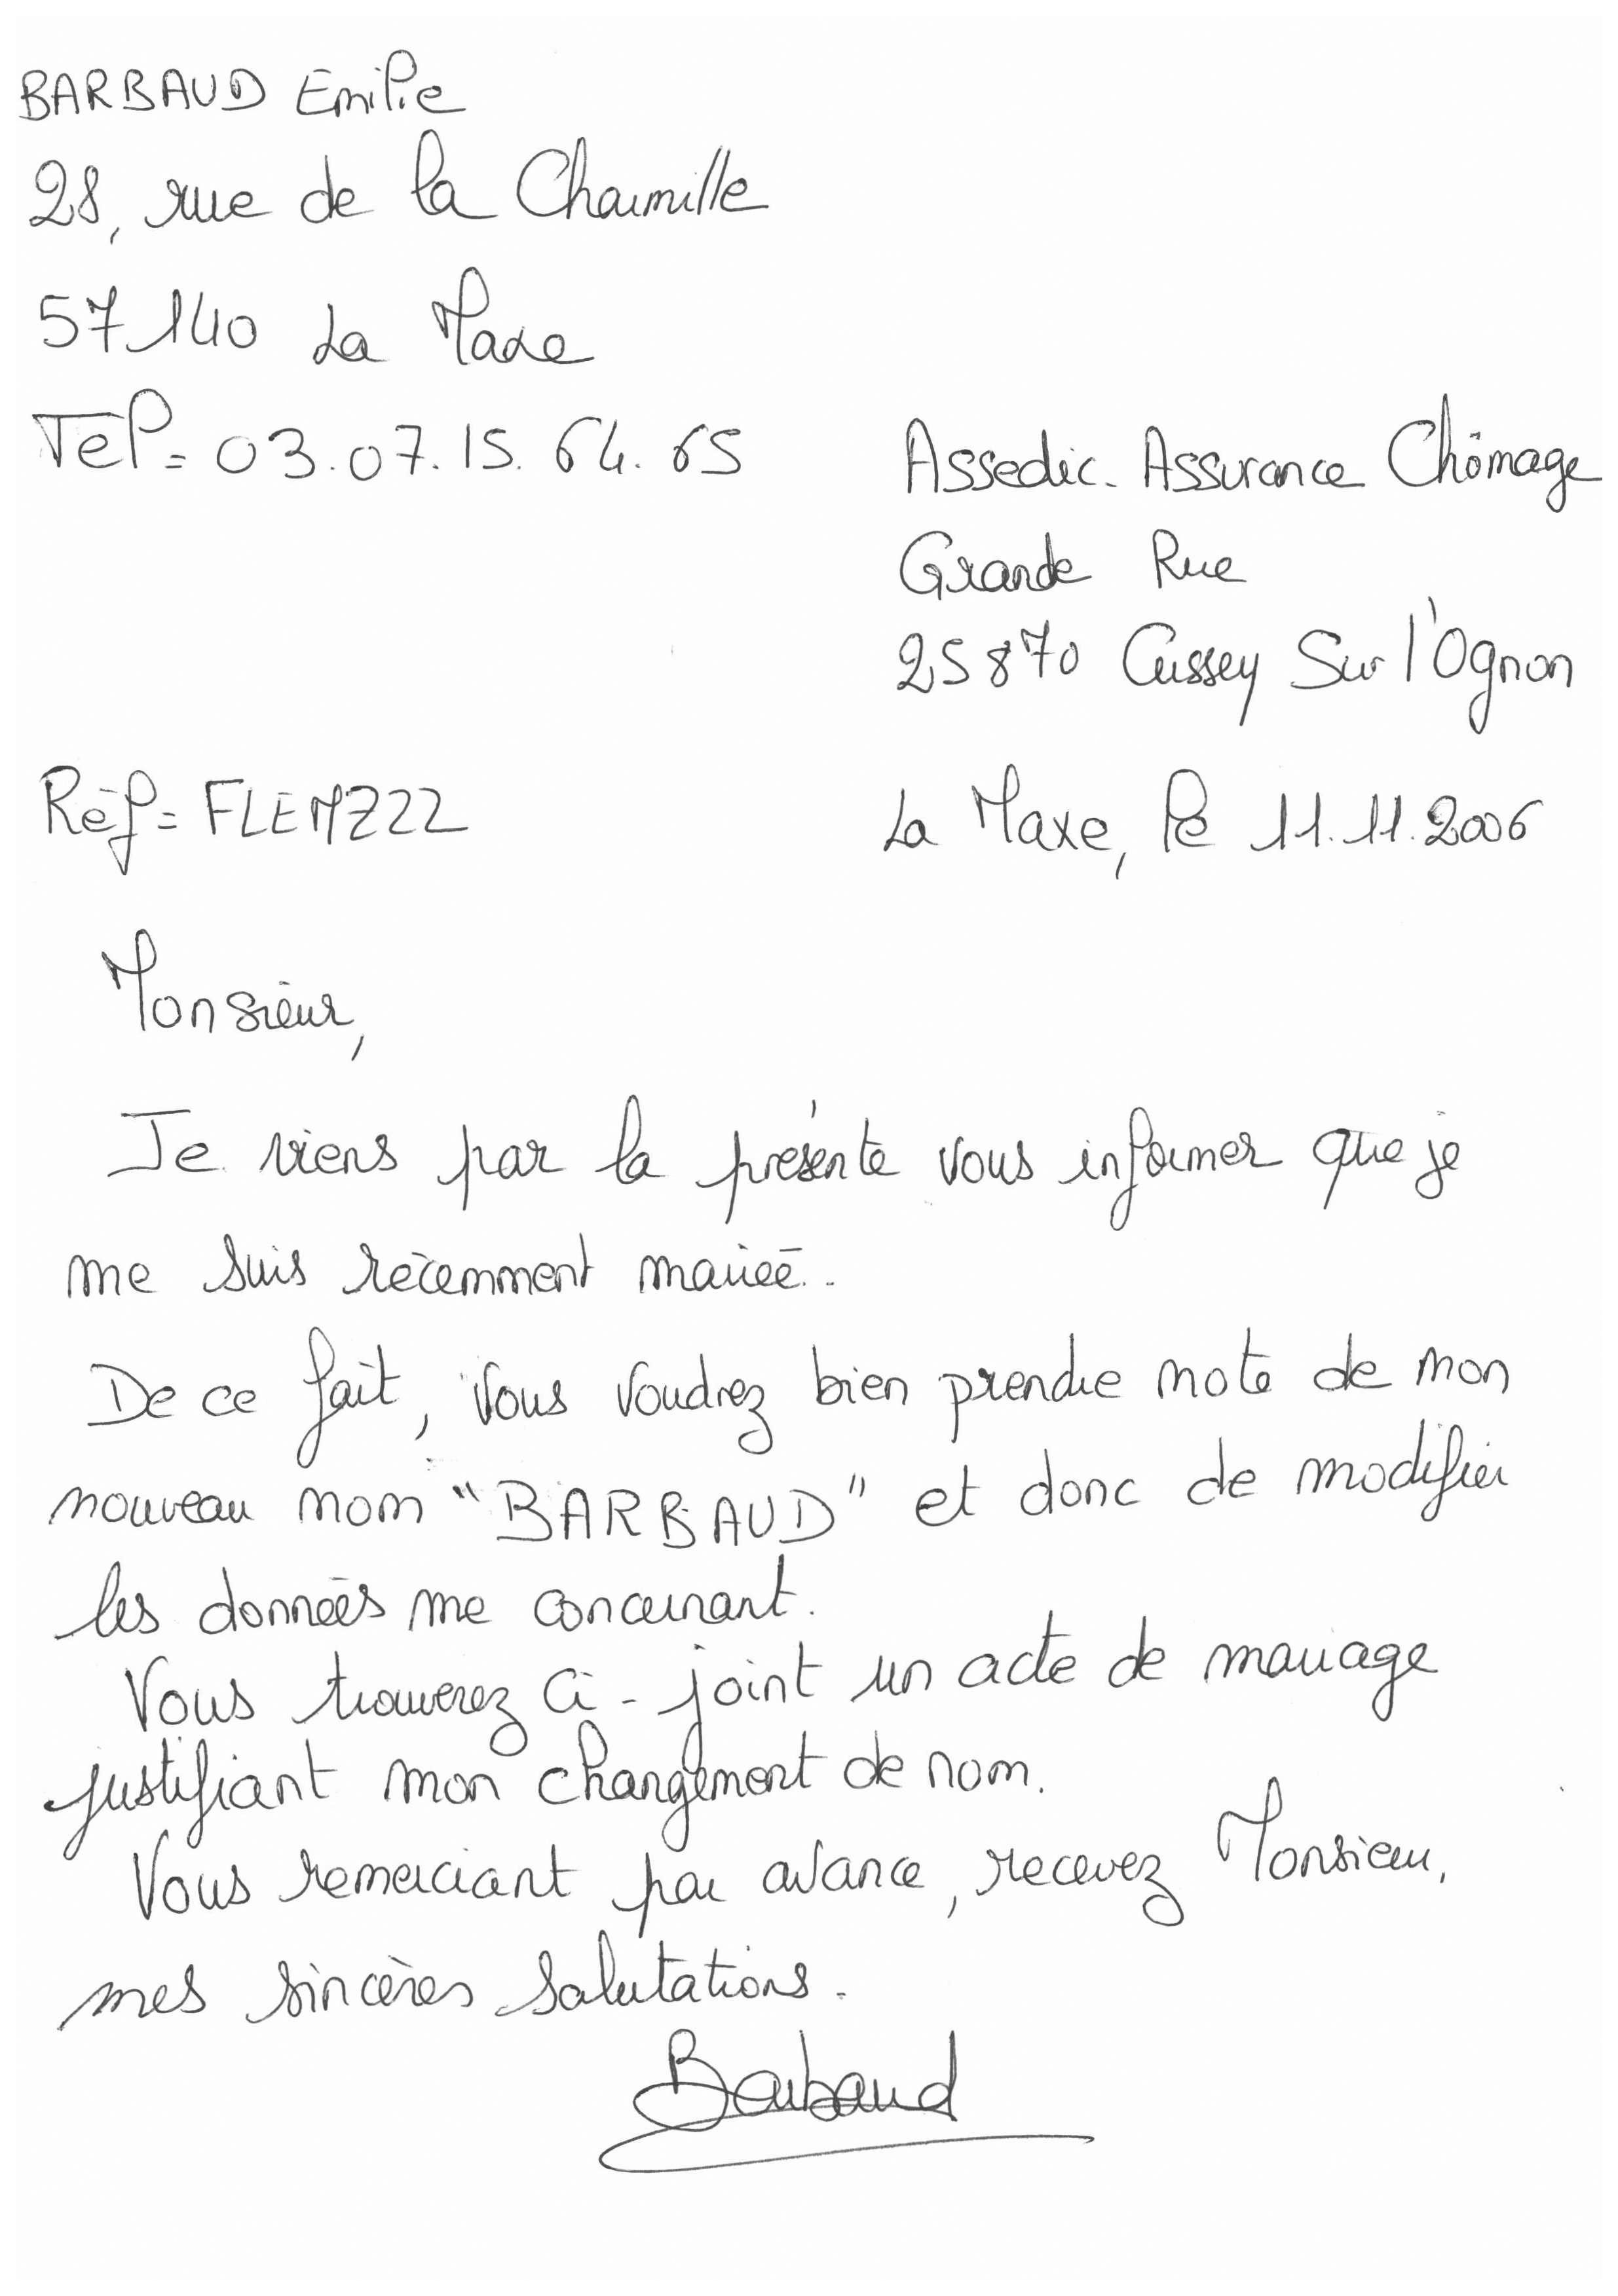 BARBAUD Emilie
28, rue de la Charmille
57140 La Maxe
Tel= 03.07.15.64.65
Assedic. Assurance Chômage
Grande Rue
25870 Cussey Sur l'Ognon
Réf= FLEMZ22
La Maxe, le 11.11.2006
Monsieur,
Je viens par la présente vous informer que je
me suis récemment mariée.
De ce fait, vous voudrez bien prendre note de mon
nouveau nom "BARBAUD" et donc de modifier
les données me concernant.
Vous trouverez ci-joint un acte de mariage
justifiant mon changement de nom.
Vous remerciant par avance, recevez Monsieur,
mes sincères salutations.
Barbaud